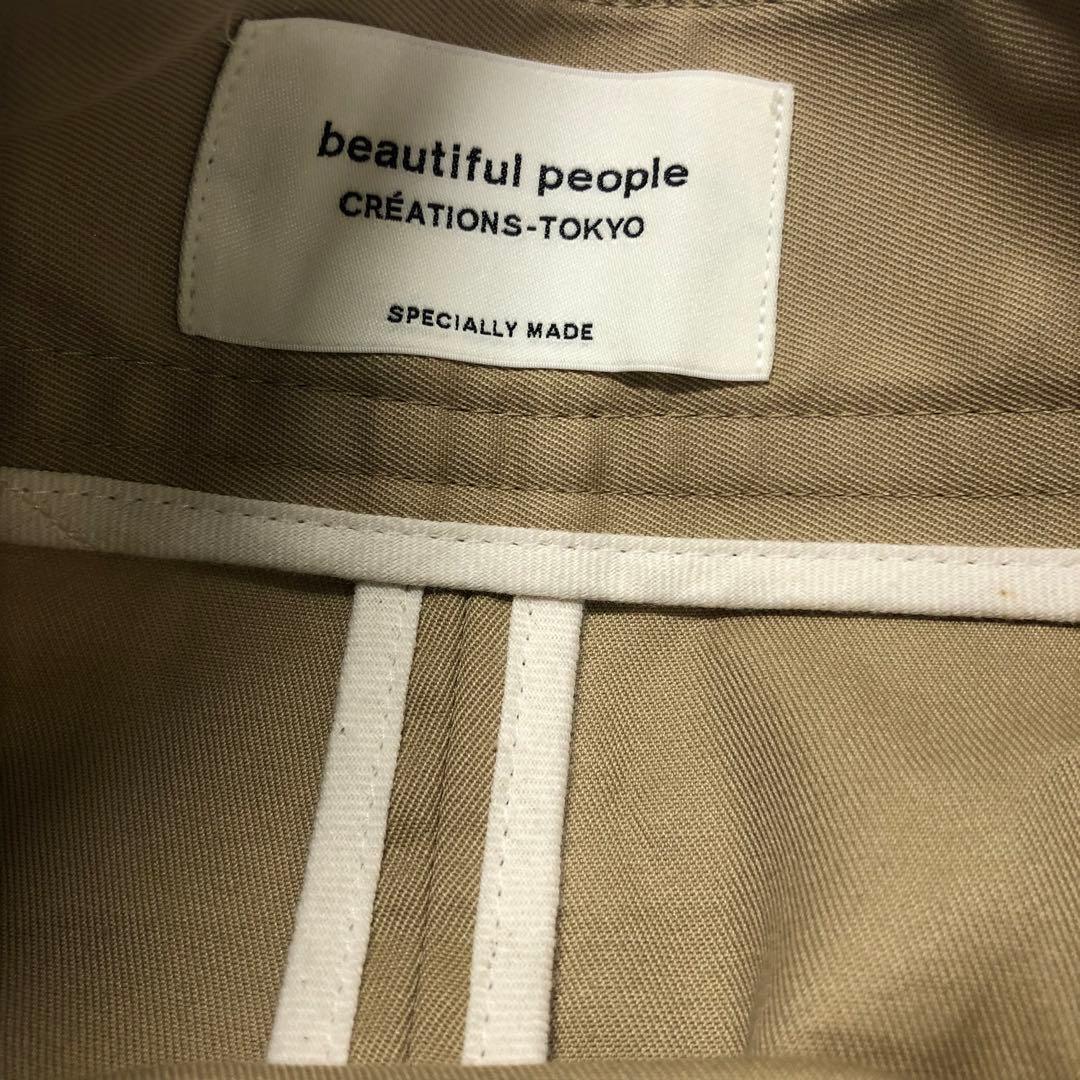 beautiful people
CRÉATIONS-TOKYO
SPECIALLY MADE